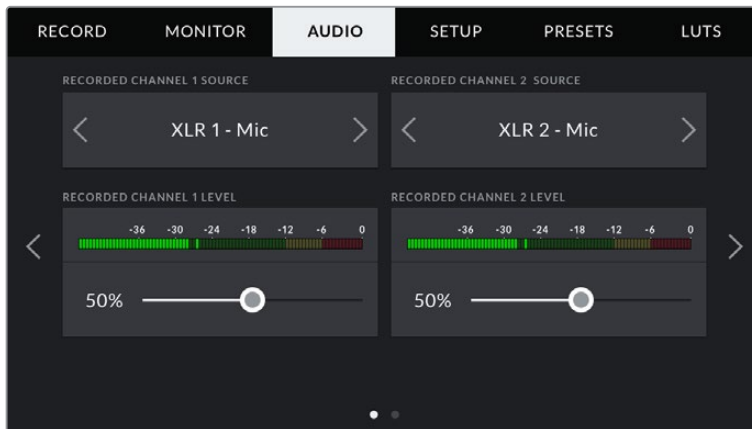 RECORD MONITOR AUDIO SETUP PRESETS LUTS
RECORDED CHANNEL 1 SOURCE RECORDED CHANNEL 2 SOURCE
XLR 1 - Mic XLR 2 - Mic
RECORDED CHANNEL 1 LEVEL RECORDED CHANNEL 2 LEVEL
-36 -30 -24 -18 -12 -6 0 -36 -30 -24 -18 -12 -6 0
50% 50%